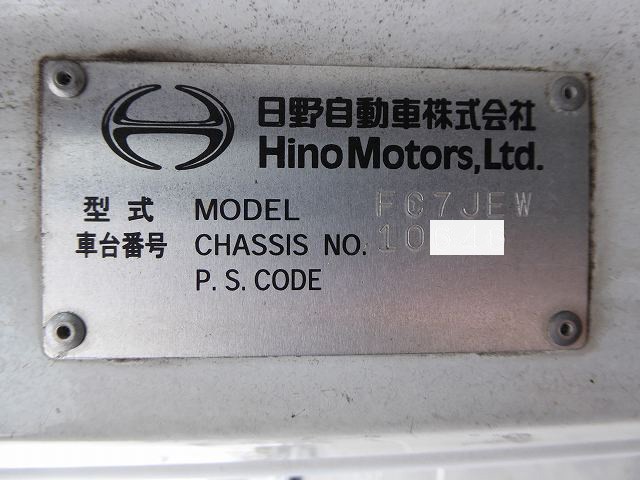 日野自動車株式会社
Hino Motors, Ltd.
型式 MODEL FC7JEW
車台番号 CHASSIS NO. 10
P.S.CODE